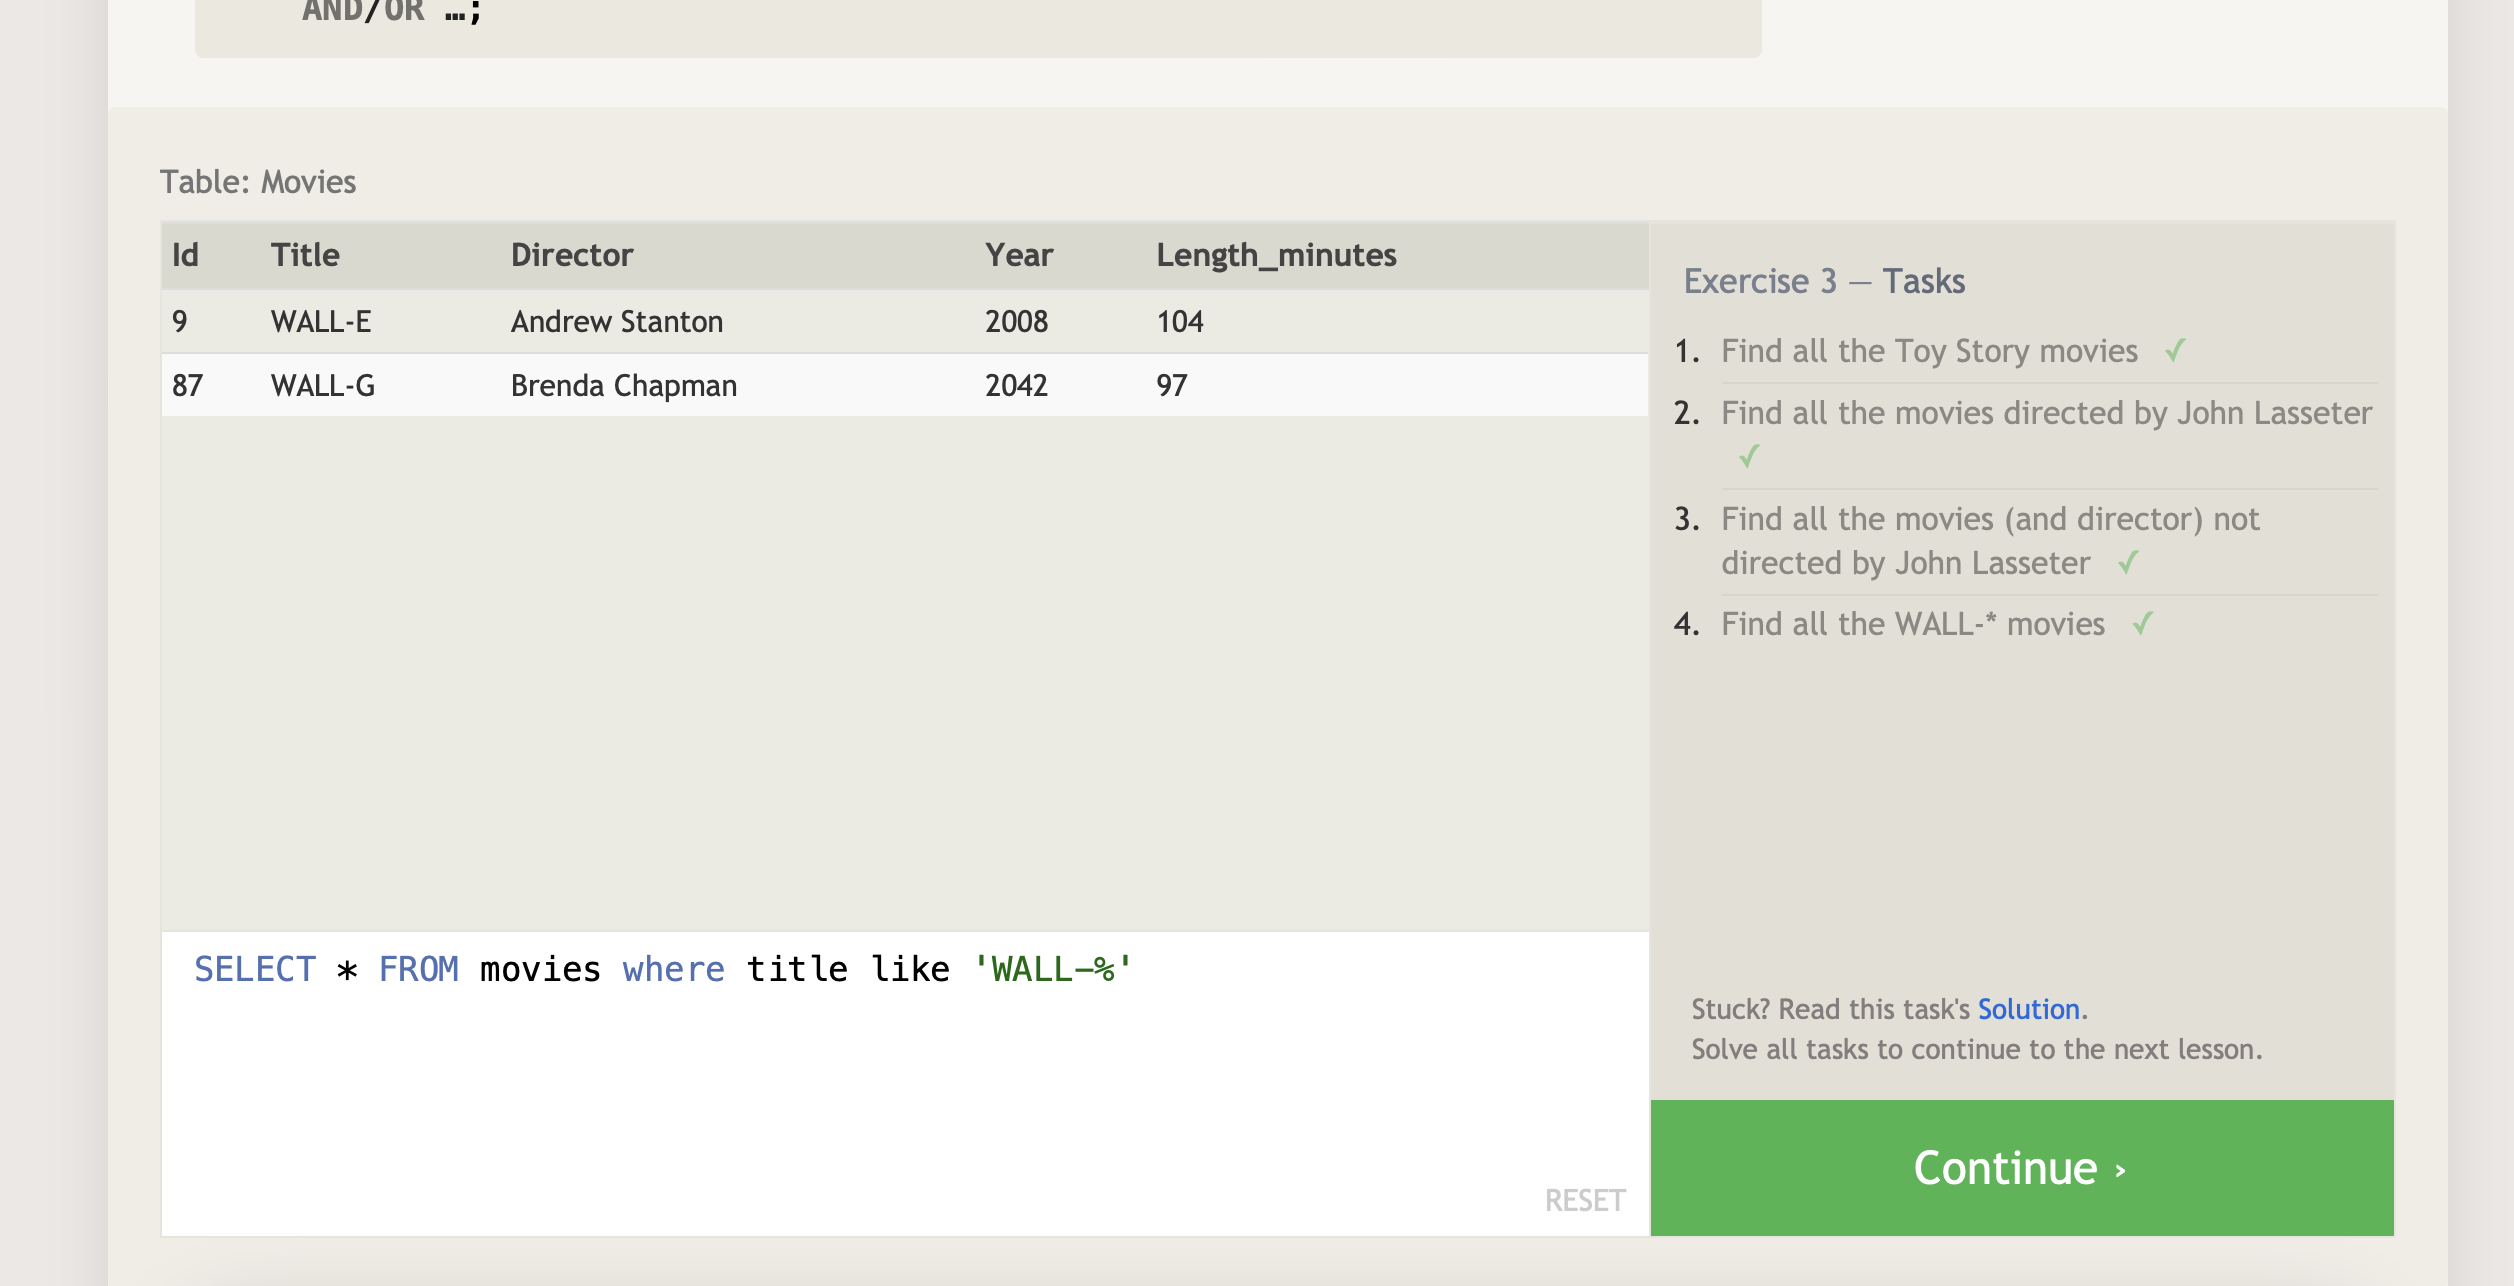 AND/OR …;
Table: Movies
Id Title Director Year Length_minutes
9 WALL-E Andrew Stanton 2008 104
87 WALL-G Brenda Chapman 2042 97
SELECT * FROM movies where title like 'WALL-%'
RESET
Exercise 3 — Tasks
1. Find all the Toy Story movies ✓
2. Find all the movies directed by John Lasseter
✓
3. Find all the movies (and director) not
directed by John Lasseter ✓
4. Find all the WALL-* movies ✓
Stuck? Read this task's Solution.
Solve all tasks to continue to the next lesson.
Continue ›